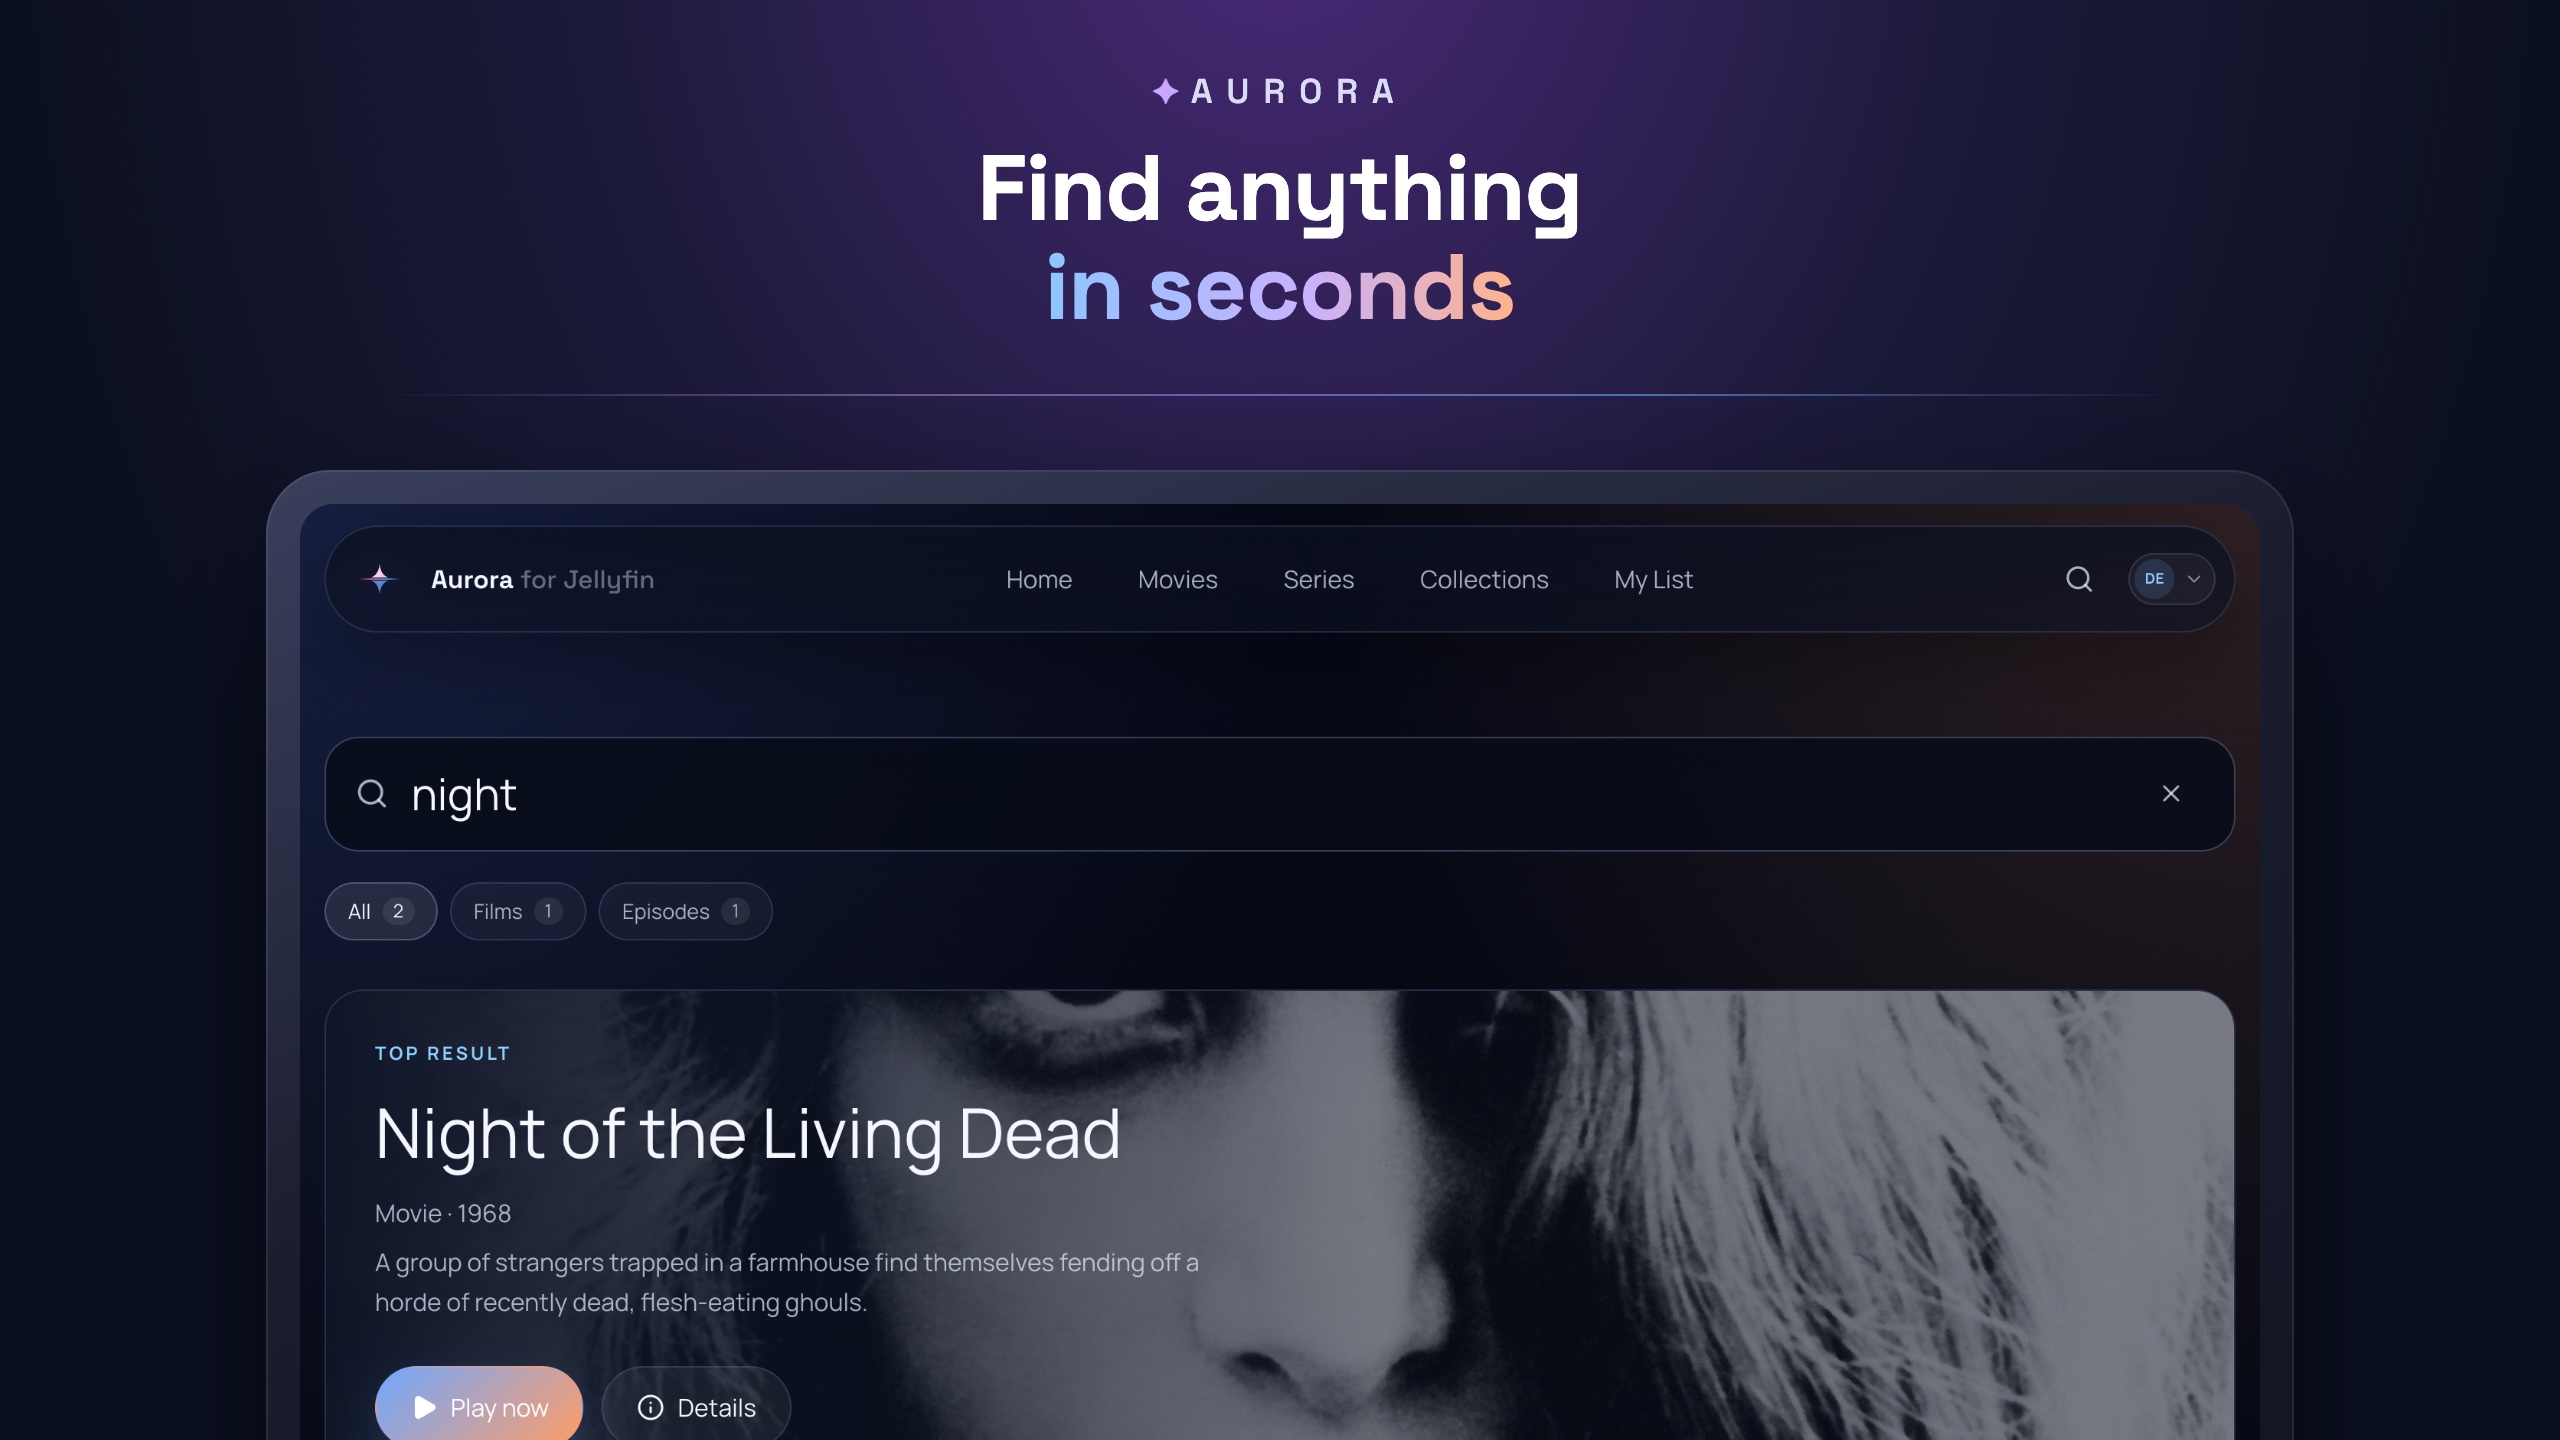 AURORA
Find anything
in seconds
Aurora for Jellyfin
Home Movies Series Collections My List
DE
night
All 2 Films 1 Episodes 1
TOP RESULT
Night of the Living Dead
Movie · 1968
A group of strangers trapped in a farmhouse find themselves fending off a
horde of recently dead, flesh-eating ghouls.
Play now Details